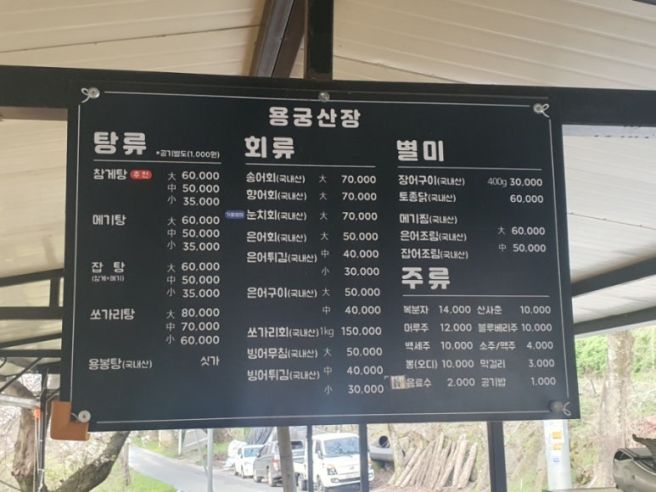 용궁산장
탕류 *공기밥도(1,000원)
참게탕 추천 大 60,000
中 50,000
小 35,000
메기탕 大 60,000
中 50,000
小 35,000
잡 탕 大 60,000
(참게+메기) 中 50,000
小 35,000
쏘가리탕 大 80,000
中 70,000
小 60,000
용봉탕(국내산) 싯가
회류
송어회(국내산) 大 70,000
향어회(국내산) 大 70,000
눈치회(국내산) 大 70,000
은어회(국내산) 大 50,000
은어튀김(국내산) 中 40,000
小 30,000
은어구이(국내산) 大 50,000
中 40,000
쏘가리회(국내산) 1kg 150,000
빙어무침(국내산) 大 50,000
빙어튀김(국내산) 中 40,000
小 30,000
별미
장어구이(국내산) 400g 30,000
토종닭(국내산) 60,000
메기찜(국내산)
은어조림(국내산) 大 60,000
잡어조림(국내산) 中 50,000
주류
복분자 14,000 산사춘 10,000
머루주 12,000 블루베리주 10,000
백세주 10,000 소주/맥주 4,000
뽕(오디) 10,000 막걸리 3,000
음료수 2,000 공기밥 1,000